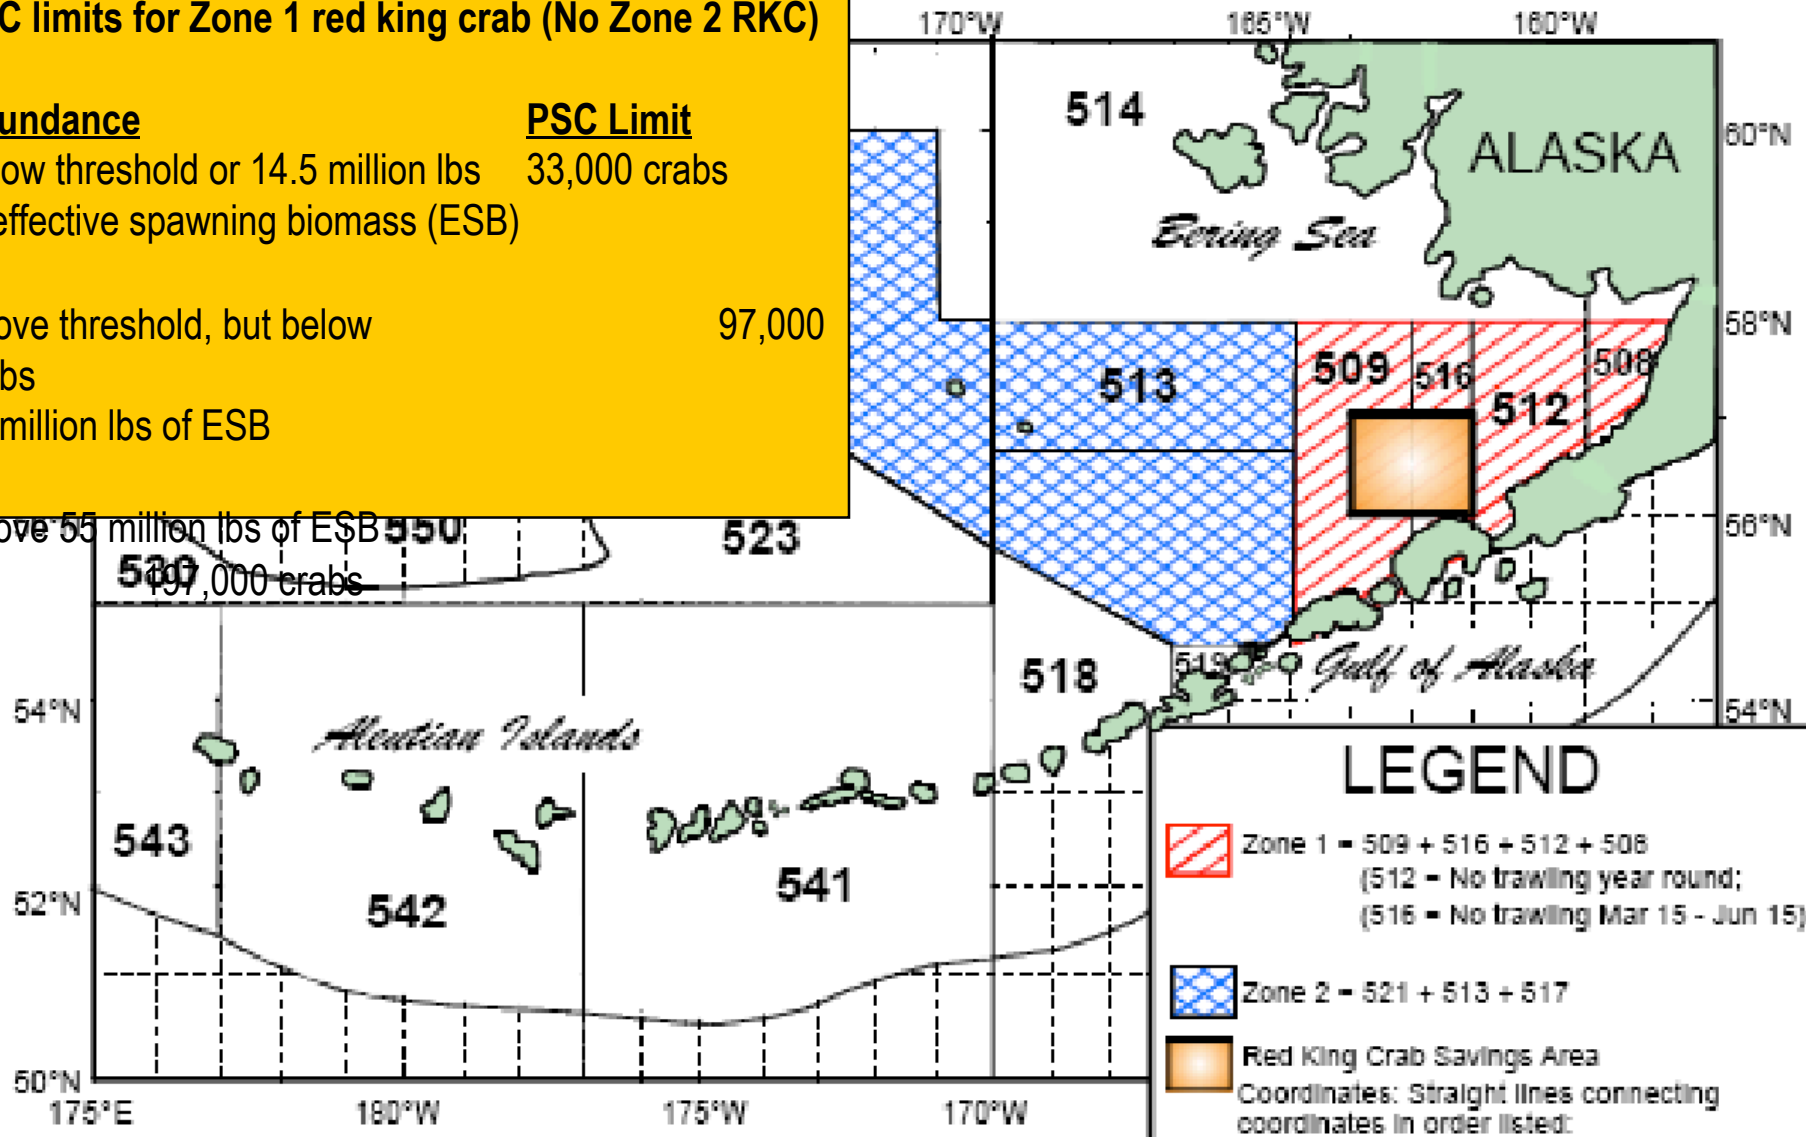 C limits for Zone 1 red king crab (No Zone 2 RKC)
undance PSC Limit
low threshold or 14.5 million lbs 33,000 crabs
effective spawning biomass (ESB)
ove threshold, but below 97,000
bs
million lbs of ESB
ove 55 million lbs of ESB
197,000 crabs
170°W 165°W 160°W
514
ALASKA
60°N
Bering Sea
58°N
509 516 508
513 512
550 523
530
56°N
518 519 Gulf of Alaska
54°N 54°N
Aleutian Islands
543
542 541
52°N
50°N
175°E 180°W 175°W 170°W
LEGEND
Zone 1 = 509 + 516 + 512 + 508
(512 = No trawling year round;
(516 = No trawling Mar 15 - Jun 15)
Zone 2 = 521 + 513 + 517
Red King Crab Savings Area
Coordinates: Straight lines connecting
coordinates in order listed: